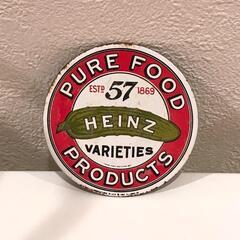 PURE FOOD
ESTD 57 1869
HEINZ
VARIETIES
PRODUCTS